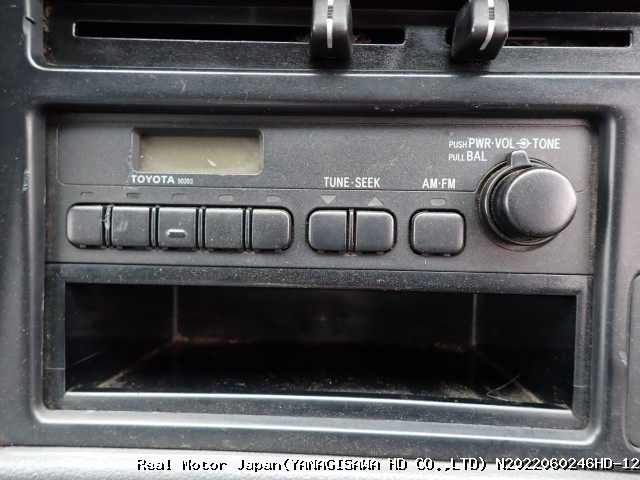 PUSH PWR·VOL TONE
PULL BAL
TOYOTA 50203
TUNE·SEEK
AM·FM
Real Motor Japan(YANAGISAWA HD CO.,LTD) N2022060246HD-12